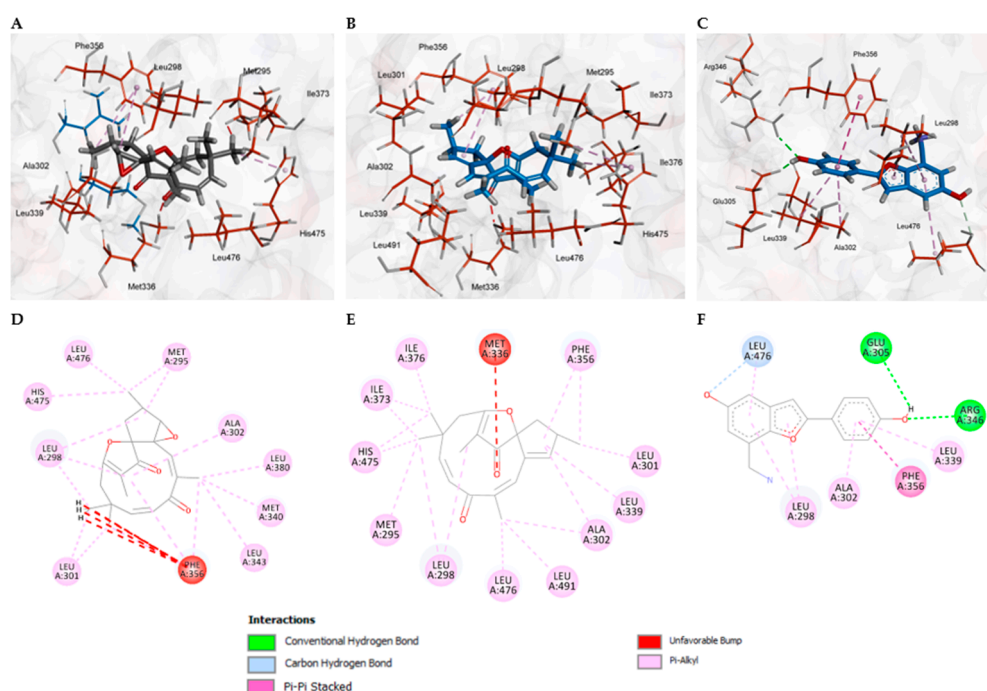 A
Phe356
Leu298
Met295
Ile373
Ala302
Leu339
His475
Leu476
Met336
B
Phe356
Leu301
Leu298
Met295
Ile373
Ala302
Ile376
Leu339
Leu491
His475
Leu476
Met336
C
Phe356
Arg346
Leu298
Glu305
Leu339
Ala302
Leu476
D
LEU
A:476
MET
A:295
HIS
A:475
ALA
A:302
LEU
A:298
O
O
LEU
A:380
O
O
H
H
H
MET
A:340
LEU
A:301
PHE
A:356
LEU
A:343
E
ILE
A:376
MET
A:336
PHE
A:356
ILE
A:373
O
HIS
A:475
O
LEU
A:301
O
LEU
A:339
MET
A:295
ALA
A:302
LEU
A:298
LEU
A:476
LEU
A:491
F
LEU
A:476
GLU
A:305
O
H
O
ARG
A:346
O
LEU
A:339
N
ALA
A:302
PHE
A:356
LEU
A:298
Interactions
Conventional Hydrogen Bond
Carbon Hydrogen Bond
Pi-Pi Stacked
Unfavorable Bump
Pi-Alkyl